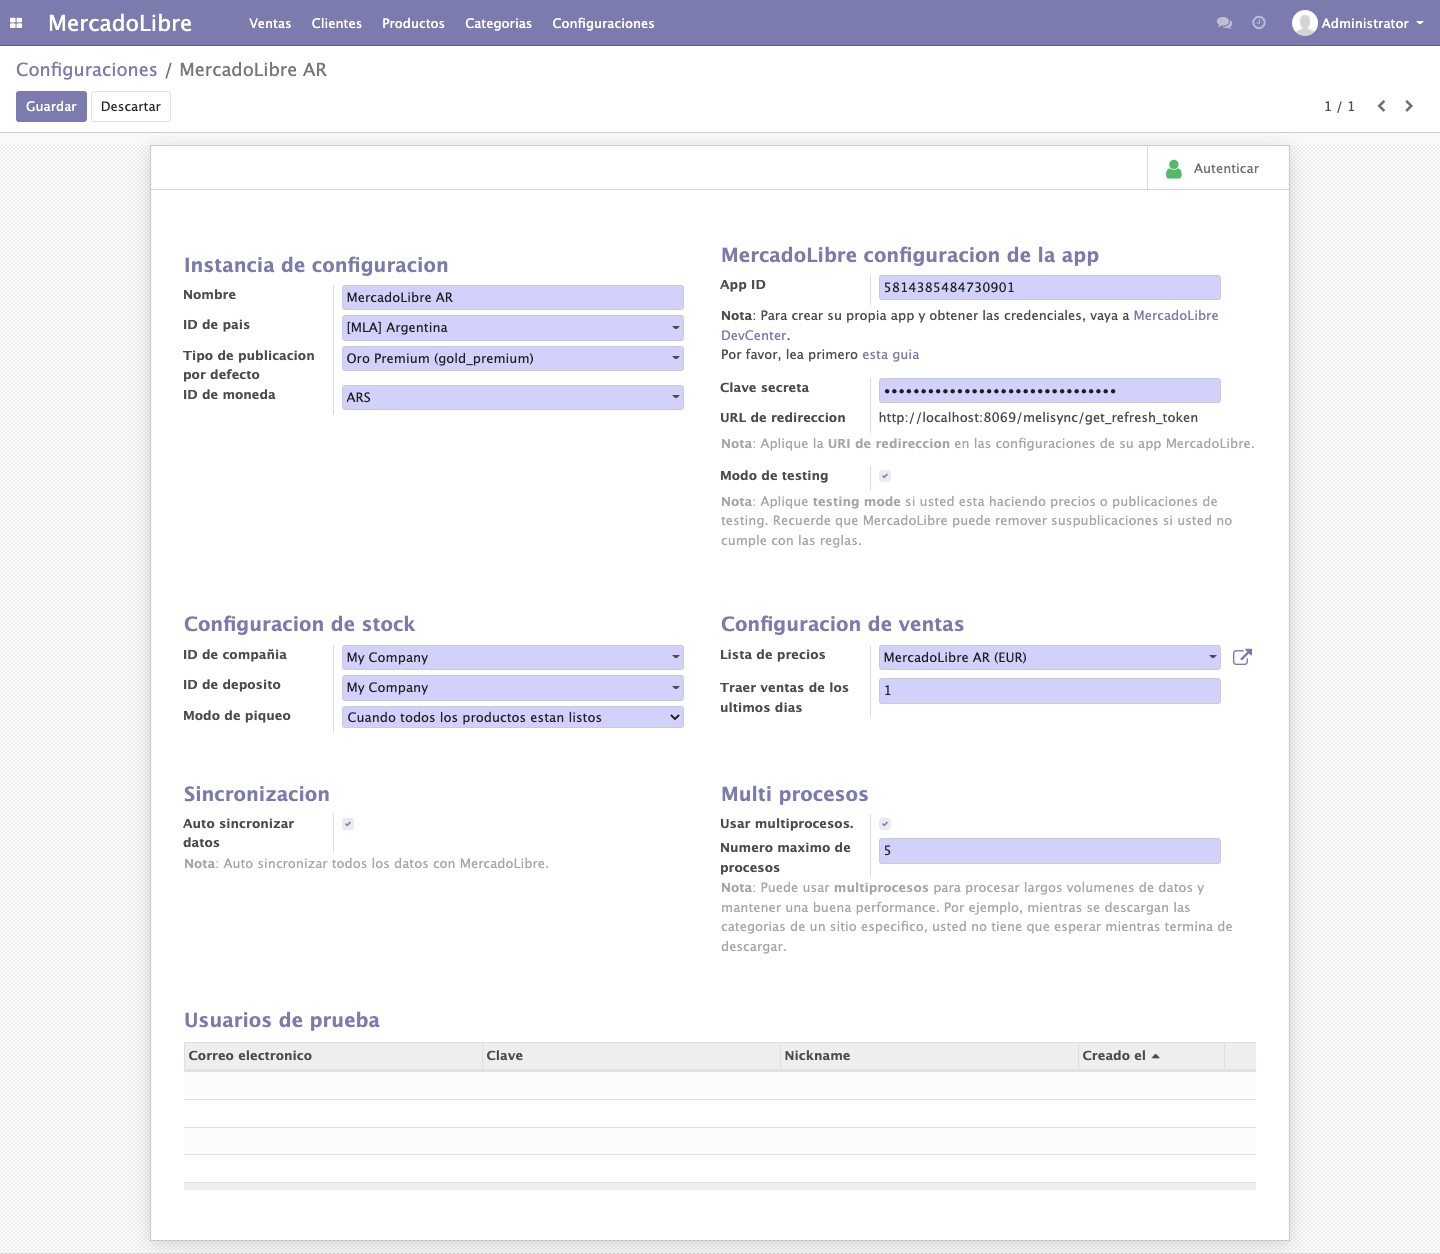 MercadoLibre
Ventas
Clientes
Productos
Categorias
Configuraciones
Administrator
Configuraciones / MercadoLibre AR
Guardar
Descartar
1 / 1
Autenticar
Instancia de configuracion
Nombre
MercadoLibre AR
ID de pais
[MLA] Argentina
Tipo de publicacion
por defecto
Oro Premium (gold_premium)
ID de moneda
ARS
MercadoLibre configuracion de la app
App ID
5814385484730901
Nota: Para crear su propia app y obtener las credenciales, vaya a MercadoLibre
DevCenter.
Por favor, lea primero esta guia
Clave secreta
••••••••••••••••••••••••••••••••
URL de redireccion
http://localhost:8069/melisync/get_refresh_token
Nota: Aplique la URI de redireccion en las configuraciones de su app MercadoLibre.
Modo de testing
Nota: Aplique testing mode si usted esta haciendo precios o publicaciones de
testing. Recuerde que MercadoLibre puede remover suspublicaciones si usted no
cumple con las reglas.
Configuracion de stock
ID de compañia
My Company
ID de deposito
My Company
Modo de piqueo
Cuando todos los productos estan listos
Configuracion de ventas
Lista de precios
MercadoLibre AR (EUR)
Traer ventas de los
ultimos dias
1
Sincronizacion
Auto sincronizar
datos
Nota: Auto sincronizar todos los datos con MercadoLibre.
Multi procesos
Usar multiprocesos.
Numero maximo de
procesos
5
Nota: Puede usar multiprocesos para procesar largos volumenes de datos y
mantener una buena performance. Por ejemplo, mientras se descargan las
categorias de un sitio especifico, usted no tiene que esperar mientras termina de
descargar.
Usuarios de prueba
Correo electronico
Clave
Nickname
Creado el